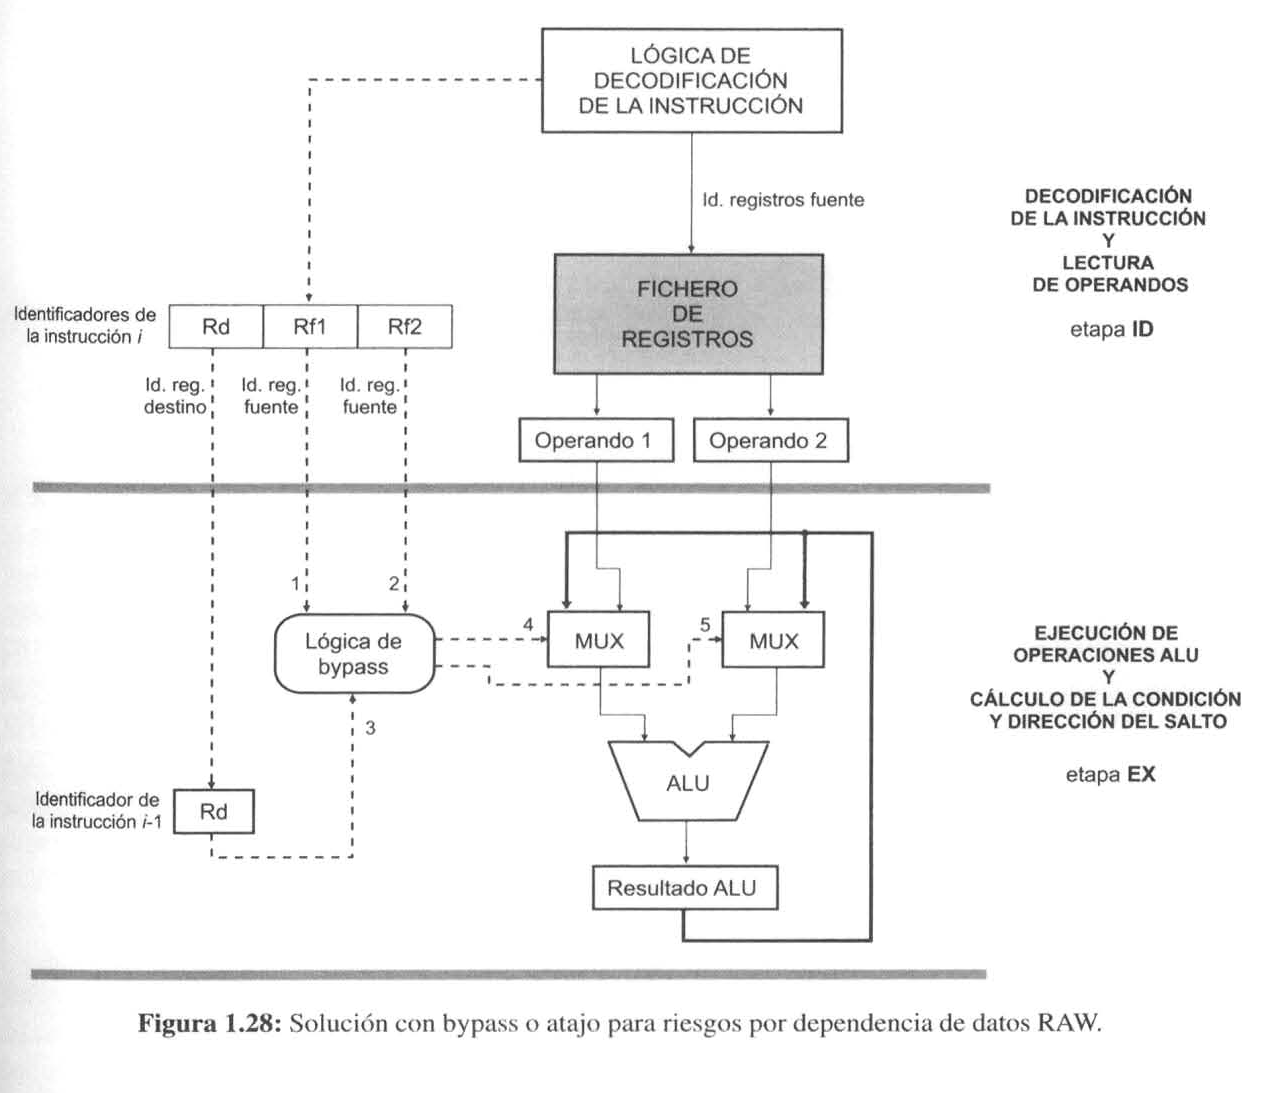 LÓGICA DE
DECODIFICACIÓN
DE LA INSTRUCCIÓN
Id. registros fuente
DECODIFICACIÓN
DE LA INSTRUCCIÓN
Y
LECTURA
DE OPERANDOS
etapa ID
FICHERO
DE
REGISTROS
Identificadores de
la instrucción i
Rd
Rf1
Rf2
Id. reg.
destino
Id. reg.
fuente
Id. reg.
fuente
Operando 1
Operando 2
1
2
Lógica de
bypass
4
MUX
5
MUX
3
EJECUCIÓN DE
OPERACIONES ALU
Y
CÁLCULO DE LA CONDICIÓN
Y DIRECCIÓN DEL SALTO
etapa EX
ALU
Identificador de
la instrucción i-1
Rd
Resultado ALU
Figura 1.28: Solución con bypass o atajo para riesgos por dependencia de datos RAW.